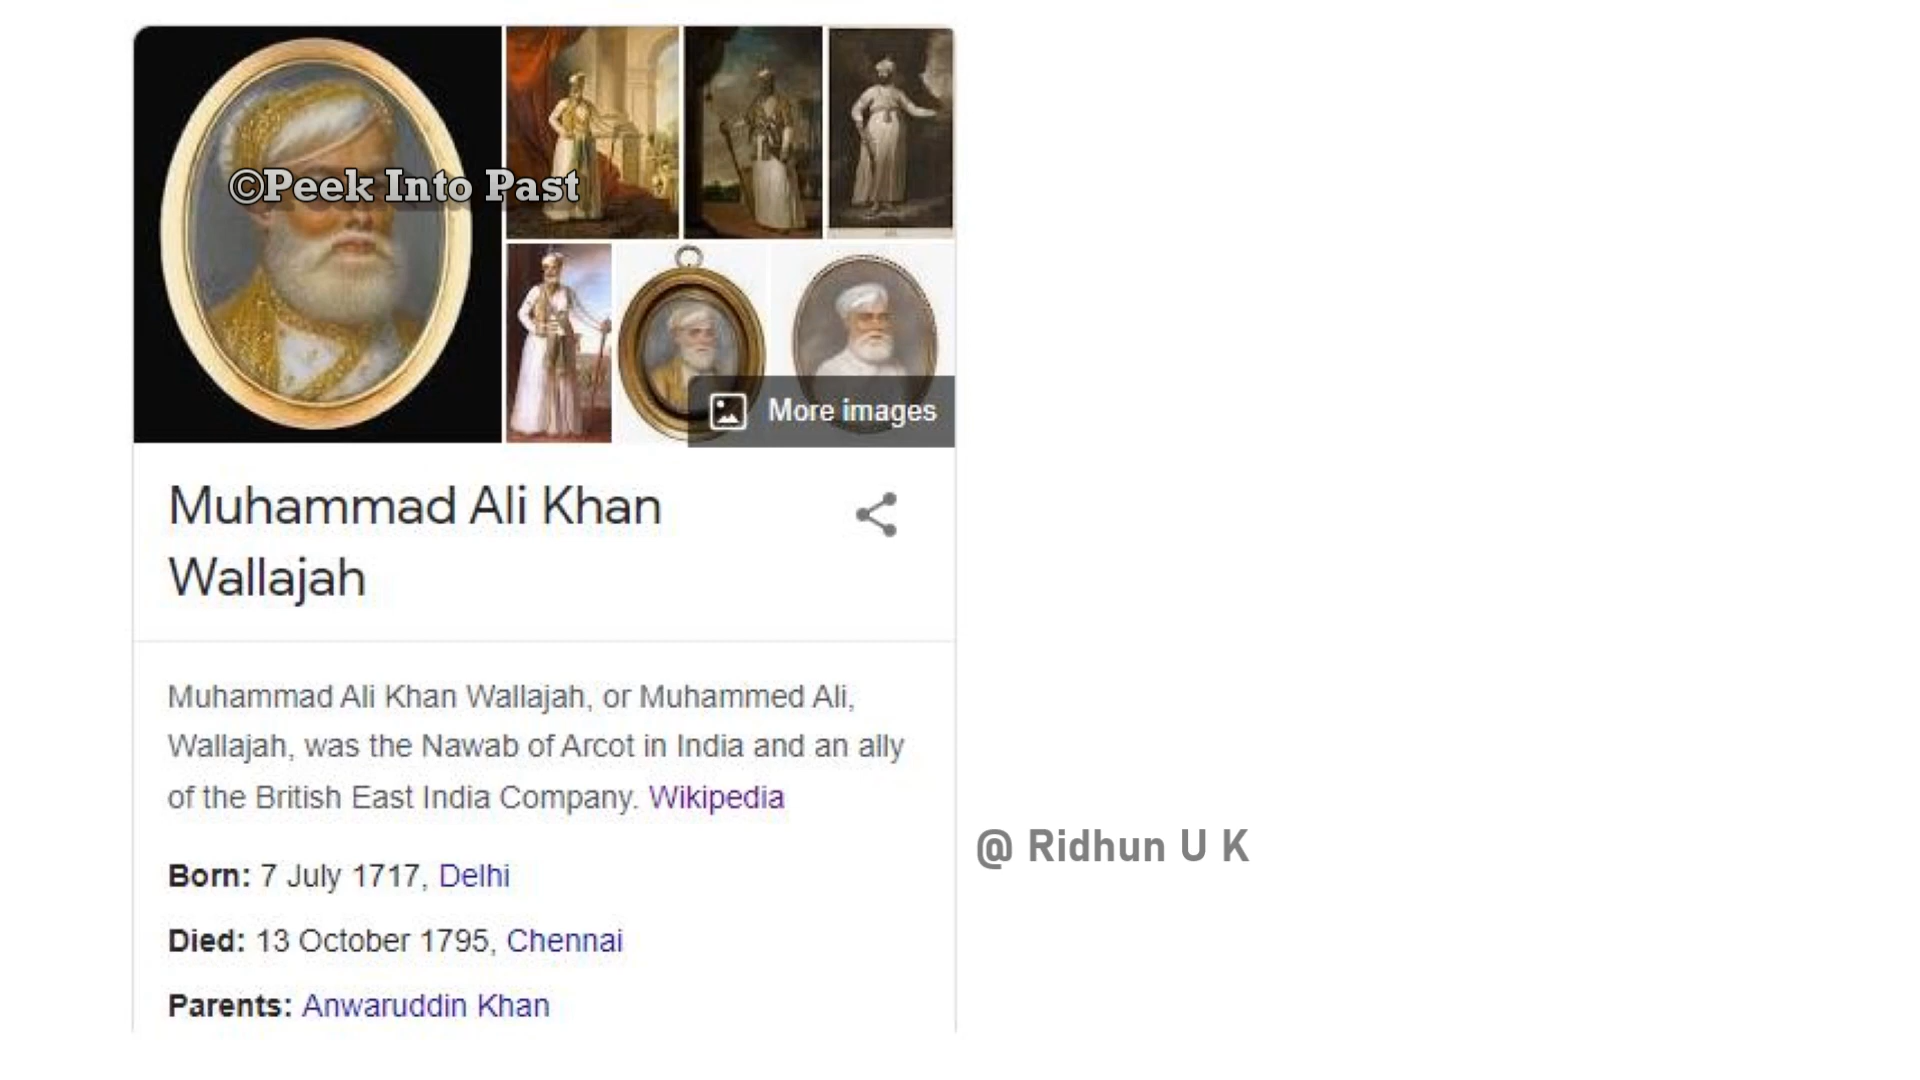 ©Peek Into Past
More images
Muhammad Ali Khan
Wallajah
Muhammad Ali Khan Wallajah, or Muhammed Ali,
Wallajah, was the Nawab of Arcot in India and an ally
of the British East India Company. Wikipedia
@ Ridhun U K
Born: 7 July 1717, Delhi
Died: 13 October 1795, Chennai
Parents: Anwaruddin Khan